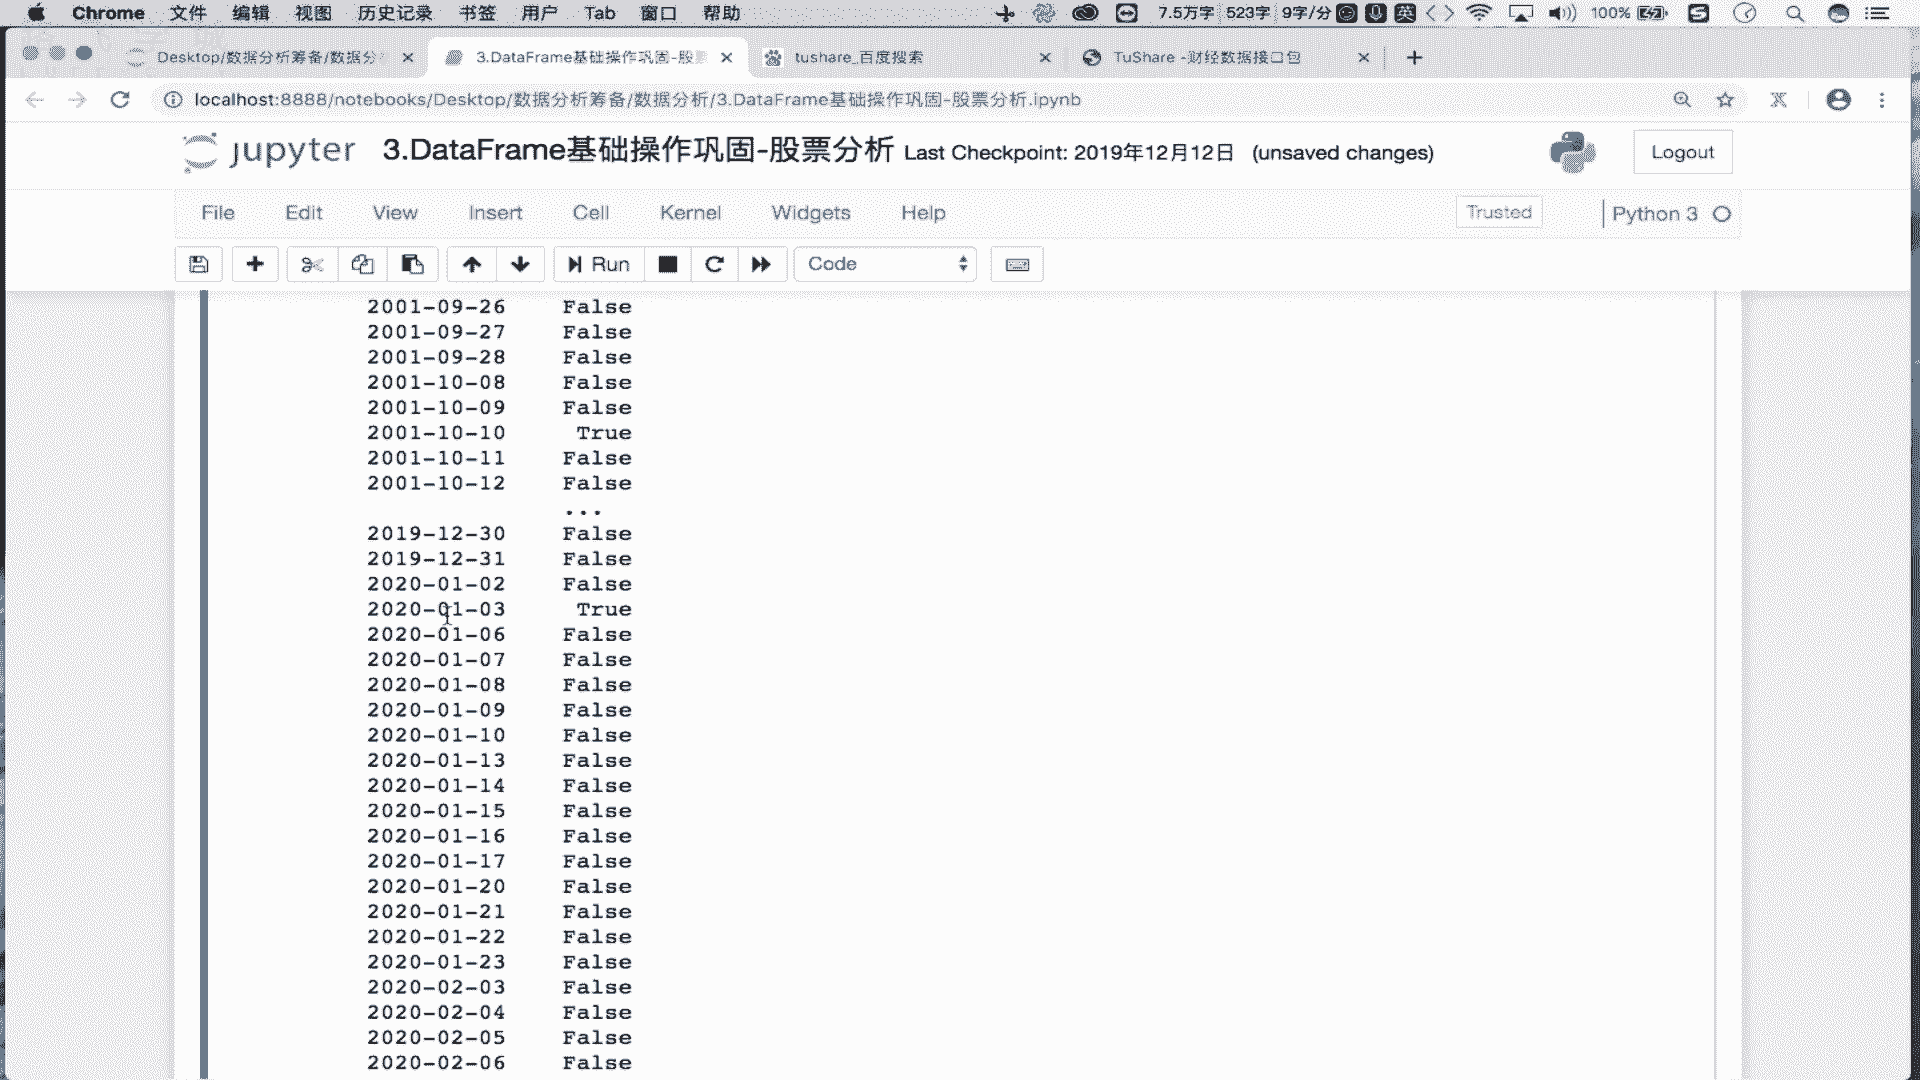 Chrome 文件 编辑 视图 历史记录 书签 用户 Tab 窗口 帮助 7.5万字 523字 9字/分 英 100%
Desktop/数据分析筹备/数据分 3.DataFrame基础操作巩固-股 tushare_百度搜索 TuShare -财经数据接口包
localhost:8888/notebooks/Desktop/数据分析筹备/数据分析/3.DataFrame基础操作巩固-股票分析.ipynb
jupyter 3.DataFrame基础操作巩固-股票分析 Last Checkpoint: 2019年12月12日 (unsaved changes) Logout
File Edit View Insert Cell Kernel Widgets Help Trusted Python 3
Run Code
2001-09-26 False
2001-09-27 False
2001-09-28 False
2001-10-08 False
2001-10-09 False
2001-10-10 True
2001-10-11 False
2001-10-12 False
...
2019-12-30 False
2019-12-31 False
2020-01-02 False
2020-01-03 True
2020-01-06 False
2020-01-07 False
2020-01-08 False
2020-01-09 False
2020-01-10 False
2020-01-13 False
2020-01-14 False
2020-01-15 False
2020-01-16 False
2020-01-17 False
2020-01-20 False
2020-01-21 False
2020-01-22 False
2020-01-23 False
2020-02-03 False
2020-02-04 False
2020-02-05 False
2020-02-06 False